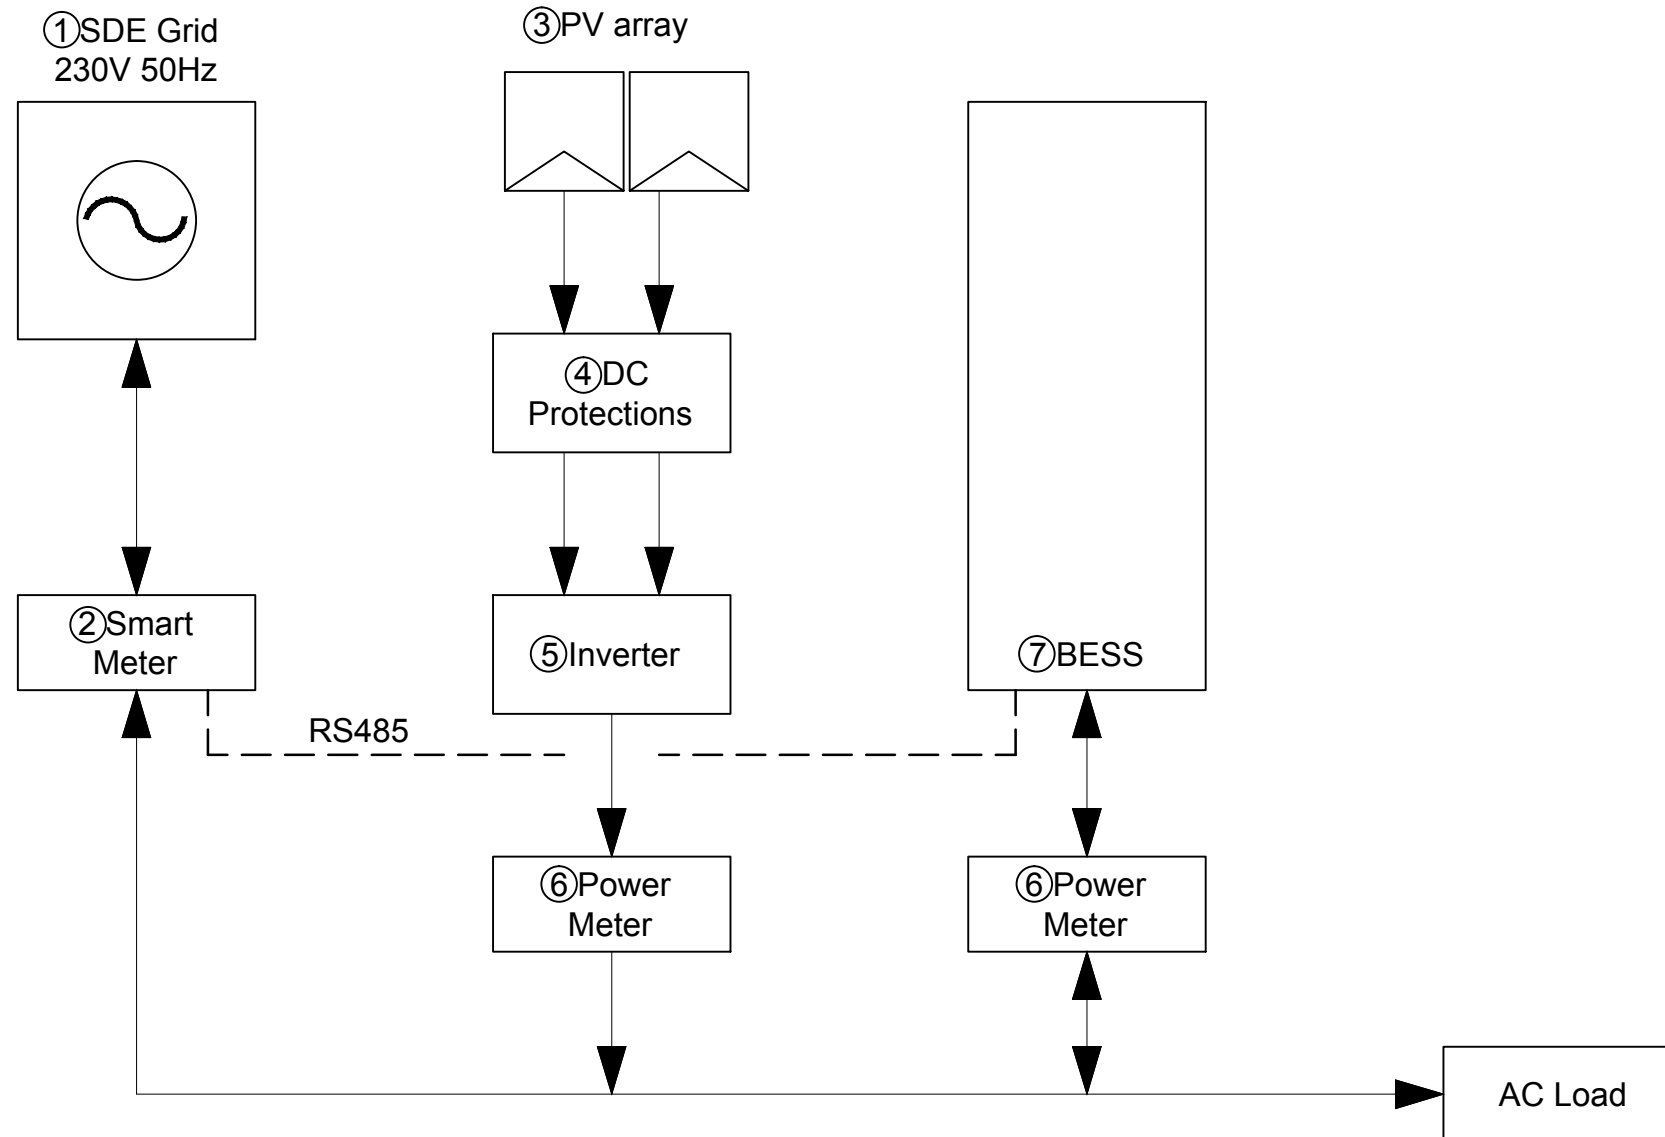 ①SDE Grid
230V 50Hz
③PV array
④DC
Protections
②Smart
Meter
⑤Inverter
⑦BESS
RS485
⑥Power
Meter
⑥Power
Meter
AC Load